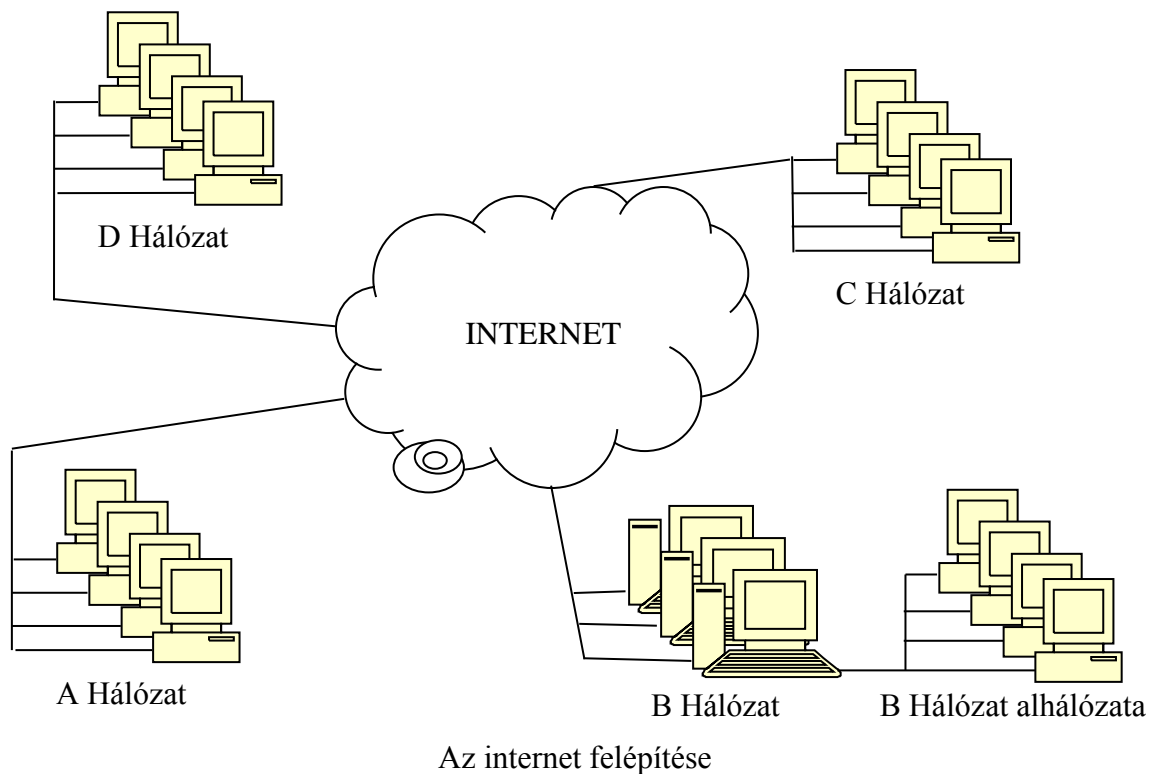 D Hálózat
C Hálózat
INTERNET
A Hálózat
B Hálózat
B Hálózat alhálózata
Az internet felépítése